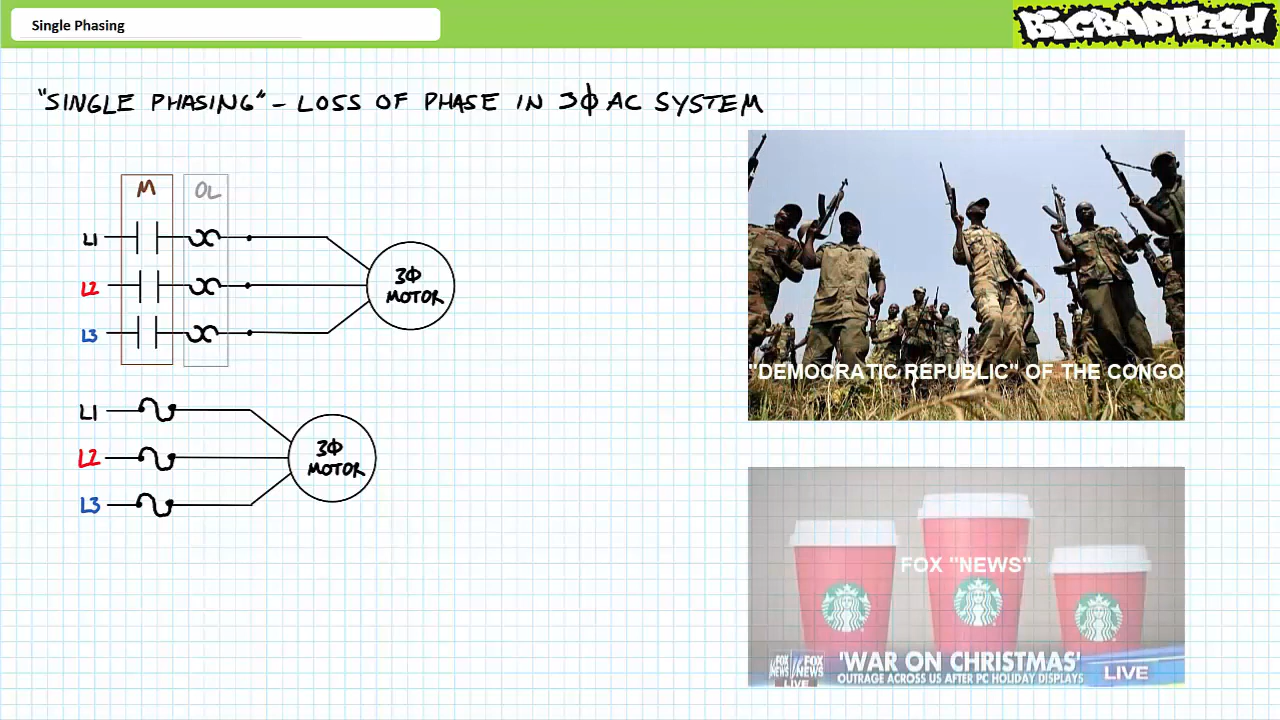 Single Phasing
BIGBADTECH
"SINGLE PHASING" - LOSS OF PHASE IN 3Φ AC SYSTEM
M
OL
L1
L2
L3
3Φ
MOTOR
L1
L2
L3
3Φ
MOTOR
"DEMOCRATIC REPUBLIC" OF THE CONGO
FOX "NEWS"
FOX NEWS
FOX NEWS
LIVE
'WAR ON CHRISTMAS'
OUTRAGE ACROSS US AFTER PC HOLIDAY DISPLAYS
LIVE